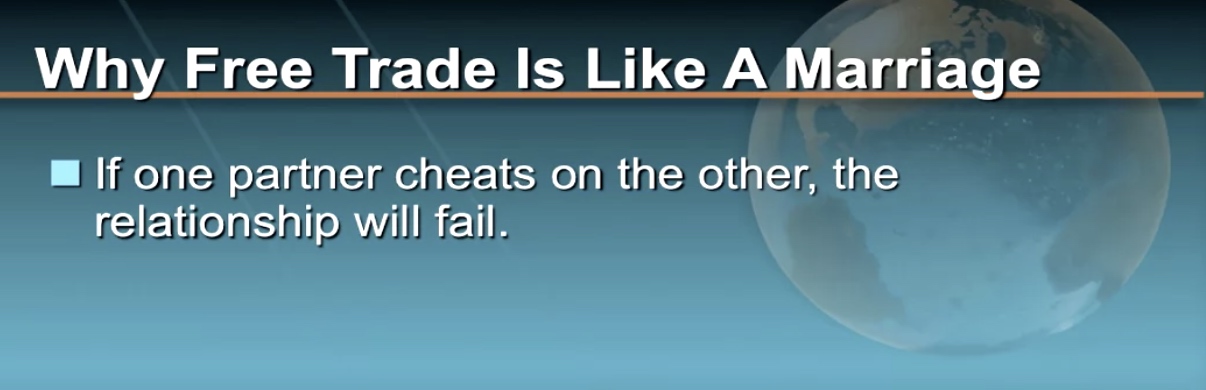 Why Free Trade Is Like A Marriage
If one partner cheats on the other, the
relationship will fail.